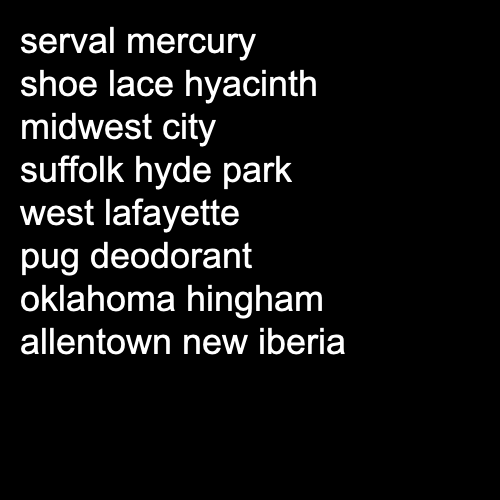 serval mercury
shoe lace hyacinth
midwest city
suffolk hyde park
west lafayette
pug deodorant
oklahoma hingham
allentown new iberia